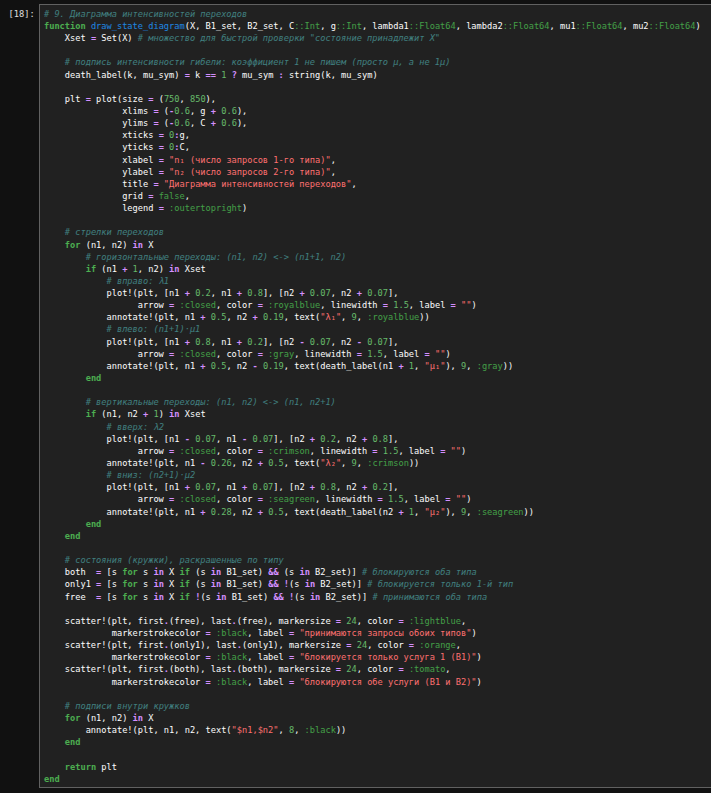 [18]:
# 9. Диаграмма интенсивностей переходов
function draw_state_diagram(X, B1_set, B2_set, C::Int, g::Int, lambda1::Float64, lambda2::Float64, mu1::Float64, mu2::Float64)
    Xset = Set(X) # множество для быстрой проверки "состояние принадлежит X"

    # подпись интенсивности гибели: коэффициент 1 не пишем (просто μ, а не 1μ)
    death_label(k, mu_sym) = k == 1 ? mu_sym : string(k, mu_sym)

    plt = plot(size = (750, 850),
               xlims = (-0.6, g + 0.6),
               ylims = (-0.6, C + 0.6),
               xticks = 0:g,
               yticks = 0:C,
               xlabel = "n₁ (число запросов 1-го типа)",
               ylabel = "n₂ (число запросов 2-го типа)",
               title = "Диаграмма интенсивностей переходов",
               grid = false,
               legend = :outertopright)

    # стрелки переходов
    for (n1, n2) in X
        # горизонтальные переходы: (n1, n2) <-> (n1+1, n2)
        if (n1 + 1, n2) in Xset
            # вправо: λ1
            plot!(plt, [n1 + 0.2, n1 + 0.8], [n2 + 0.07, n2 + 0.07],
                  arrow = :closed, color = :royalblue, linewidth = 1.5, label = "")
            annotate!(plt, n1 + 0.5, n2 + 0.19, text("λ₁", 9, :royalblue))
            # влево: (n1+1)·μ1
            plot!(plt, [n1 + 0.8, n1 + 0.2], [n2 - 0.07, n2 - 0.07],
                  arrow = :closed, color = :gray, linewidth = 1.5, label = "")
            annotate!(plt, n1 + 0.5, n2 - 0.19, text(death_label(n1 + 1, "μ₁"), 9, :gray))
        end

        # вертикальные переходы: (n1, n2) <-> (n1, n2+1)
        if (n1, n2 + 1) in Xset
            # вверх: λ2
            plot!(plt, [n1 - 0.07, n1 - 0.07], [n2 + 0.2, n2 + 0.8],
                  arrow = :closed, color = :crimson, linewidth = 1.5, label = "")
            annotate!(plt, n1 - 0.26, n2 + 0.5, text("λ₂", 9, :crimson))
            # вниз: (n2+1)·μ2
            plot!(plt, [n1 + 0.07, n1 + 0.07], [n2 + 0.8, n2 + 0.2],
                  arrow = :closed, color = :seagreen, linewidth = 1.5, label = "")
            annotate!(plt, n1 + 0.28, n2 + 0.5, text(death_label(n2 + 1, "μ₂"), 9, :seagreen))
        end
    end

    # состояния (кружки), раскрашенные по типу
    both  = [s for s in X if (s in B1_set) && (s in B2_set)] # блокируются оба типа
    only1 = [s for s in X if (s in B1_set) && !(s in B2_set)] # блокируется только 1-й тип
    free  = [s for s in X if !(s in B1_set) && !(s in B2_set)] # принимаются оба типа

    scatter!(plt, first.(free), last.(free), markersize = 24, color = :lightblue,
             markerstrokecolor = :black, label = "принимаются запросы обоих типов")
    scatter!(plt, first.(only1), last.(only1), markersize = 24, color = :orange,
             markerstrokecolor = :black, label = "блокируется только услуга 1 (B1)")
    scatter!(plt, first.(both), last.(both), markersize = 24, color = :tomato,
             markerstrokecolor = :black, label = "блокируются обе услуги (B1 и B2)")

    # подписи внутри кружков
    for (n1, n2) in X
        annotate!(plt, n1, n2, text("$n1,$n2", 8, :black))
    end

    return plt
end